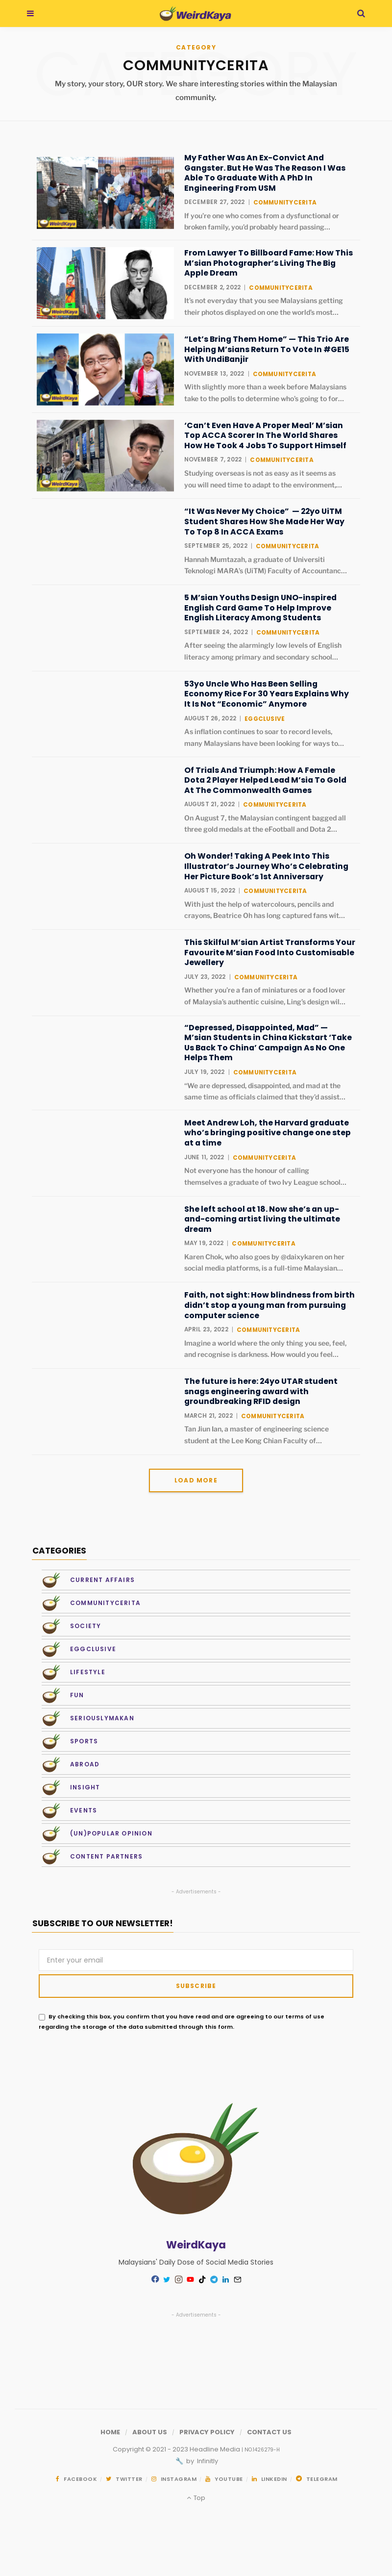 WeirdKaya
CATEGORY
COMMUNITYCERITA
My story, your story, OUR story. We share interesting stories within the Malaysian
community.
My Father Was An Ex-Convict And
Gangster. But He Was The Reason I Was
Able To Graduate With A PhD In
Engineering From USM
DECEMBER 27, 2022 | COMMUNITYCERITA
If you're one who comes from a dysfunctional or
broken family, you'd probably heard passing…
WeirdKaya
From Lawyer To Billboard Fame: How This
M'sian Photographer's Living The Big
Apple Dream
DECEMBER 2, 2022 | COMMUNITYCERITA
It's not everyday that you see Malaysians getting
their photos displayed on one the world's most…
WeirdKaya
“Let's Bring Them Home” — This Trio Are
Helping M'sians Return To Vote In #GE15
With UndiBanjir
NOVEMBER 13, 2022 | COMMUNITYCERITA
With slightly more than a week before Malaysians
take to the polls to determine who's going to for…
WeirdKaya
‘Can't Even Have A Proper Meal’ M'sian
Top ACCA Scorer In The World Shares
How He Took 4 Jobs To Support Himself
NOVEMBER 7, 2022 | COMMUNITYCERITA
Studying overseas is not as easy as it seems as
you will need time to adapt to the environment,…
WeirdKaya
“It Was Never My Choice” — 22yo UiTM
Student Shares How She Made Her Way
To Top 8 In ACCA Exams
SEPTEMBER 25, 2022 | COMMUNITYCERITA
Hannah Mumtazah, a graduate of Universiti
Teknologi MARA's (UiTM) Faculty of Accountanc…
5 M'sian Youths Design UNO-inspired
English Card Game To Help Improve
English Literacy Among Students
SEPTEMBER 24, 2022 | COMMUNITYCERITA
After seeing the alarmingly low levels of English
literacy among primary and secondary school…
53yo Uncle Who Has Been Selling
Economy Rice For 30 Years Explains Why
It Is Not “Economic” Anymore
AUGUST 26, 2022 | EGGCLUSIVE
As inflation continues to soar to record levels,
many Malaysians have been looking for ways to…
Of Trials And Triumph: How A Female
Dota 2 Player Helped Lead M'sia To Gold
At The Commonwealth Games
AUGUST 21, 2022 | COMMUNITYCERITA
On August 7, the Malaysian contingent bagged all
three gold medals at the eFootball and Dota 2…
Oh Wonder! Taking A Peek Into This
Illustrator's Journey Who's Celebrating
Her Picture Book's 1st Anniversary
AUGUST 15, 2022 | COMMUNITYCERITA
With just the help of watercolours, pencils and
crayons, Beatrice Oh has long captured fans wit…
This Skilful M'sian Artist Transforms Your
Favourite M'sian Food Into Customisable
Jewellery
JULY 23, 2022 | COMMUNITYCERITA
Whether you're a fan of miniatures or a food lover
of Malaysia's authentic cuisine, Ling's design wil…
“Depressed, Disappointed, Mad” —
M'sian Students in China Kickstart ‘Take
Us Back To China’ Campaign As No One
Helps Them
JULY 19, 2022 | COMMUNITYCERITA
“We are depressed, disappointed, and mad at the
same time as officials claimed that they'd assist…
Meet Andrew Loh, the Harvard graduate
who's bringing positive change one step
at a time
JUNE 11, 2022 | COMMUNITYCERITA
Not everyone has the honour of calling
themselves a graduate of two Ivy League school…
She left school at 18. Now she's an up-
and-coming artist living the ultimate
dream
MAY 19, 2022 | COMMUNITYCERITA
Karen Chok, who also goes by @daixykaren on her
social media platforms, is a full-time Malaysian…
Faith, not sight: How blindness from birth
didn't stop a young man from pursuing
computer science
APRIL 23, 2022 | COMMUNITYCERITA
Imagine a world where the only thing you see, feel,
and recognise is darkness. How would you feel…
The future is here: 24yo UTAR student
snags engineering award with
groundbreaking RFID design
MARCH 21, 2022 | COMMUNITYCERITA
Tan Jiun Ian, a master of engineering science
student at the Lee Kong Chian Faculty of…
LOAD MORE
CATEGORIES
CURRENT AFFAIRS
COMMUNITYCERITA
SOCIETY
EGGCLUSIVE
LIFESTYLE
FUN
SERIOUSLYMAKAN
SPORTS
ABROAD
INSIGHT
EVENTS
(UN)POPULAR OPINION
CONTENT PARTNERS
- Advertisements -
SUBSCRIBE TO OUR NEWSLETTER!
Enter your email
SUBSCRIBE
By checking this box, you confirm that you have read and are agreeing to our terms of use
regarding the storage of the data submitted through this form.
WeirdKaya
Malaysians' Daily Dose of Social Media Stories
- Advertisements -
HOME / ABOUT US / PRIVACY POLICY / CONTACT US
Copyright © 2021 - 2023 Headline Media | NO1426279-H
🔧 by Infinitly
FACEBOOK | TWITTER | INSTAGRAM | YOUTUBE | LINKEDIN | TELEGRAM
Top